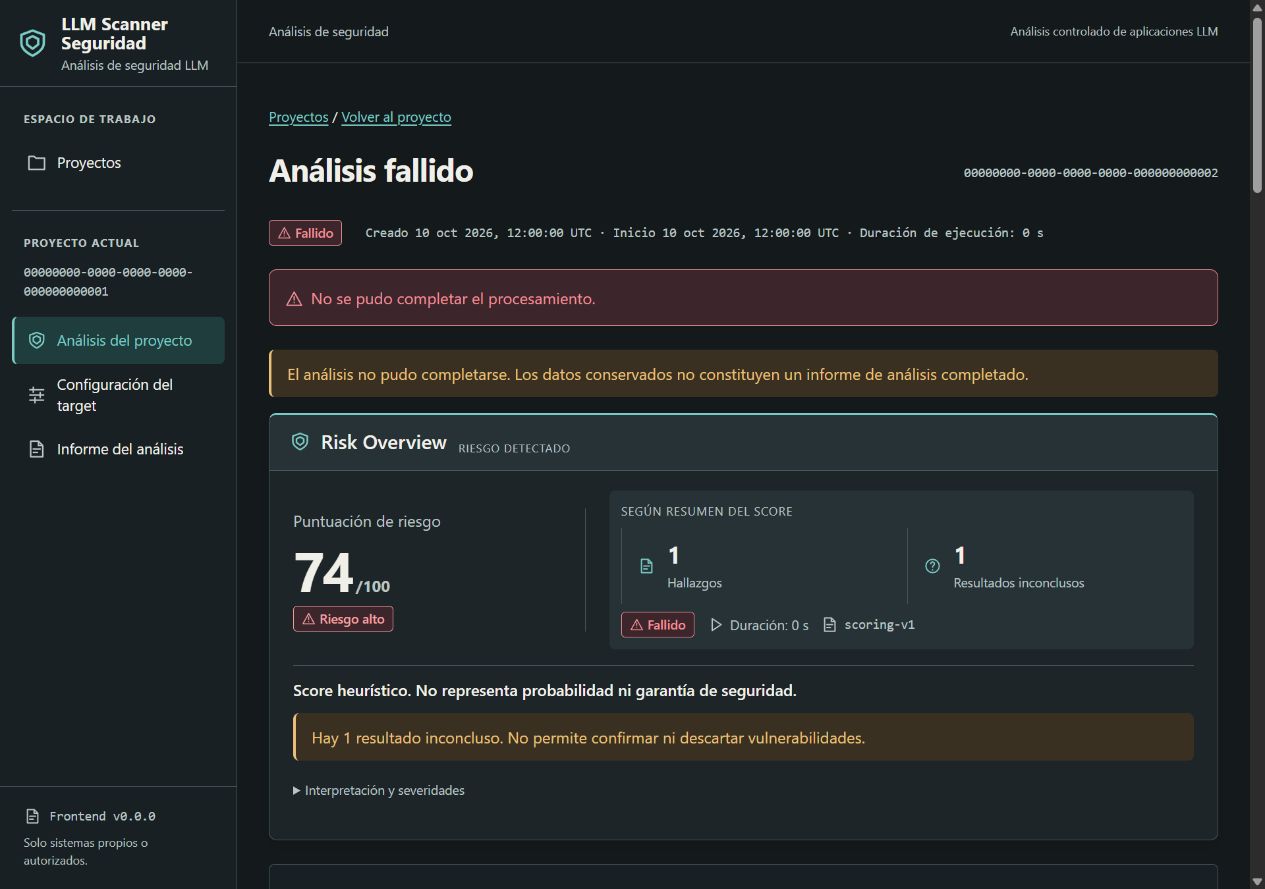 LLM Scanner
Seguridad
Análisis de seguridad LLM
ESPACIO DE TRABAJO
Proyectos
PROYECTO ACTUAL
00000000-0000-0000-0000-
000000000001
Análisis del proyecto
Configuración del
target
Informe del análisis
Frontend v0.0.0
Solo sistemas propios o
autorizados.
Análisis de seguridad
Análisis controlado de aplicaciones LLM
Proyectos / Volver al proyecto
Análisis fallido
00000000-0000-0000-0000-000000000002
Fallido
Creado 10 oct 2026, 12:00:00 UTC · Inicio 10 oct 2026, 12:00:00 UTC · Duración de ejecución: 0 s
No se pudo completar el procesamiento.
El análisis no pudo completarse. Los datos conservados no constituyen un informe de análisis completado.
Risk Overview RIESGO DETECTADO
Puntuación de riesgo
74/100
Riesgo alto
SEGÚN RESUMEN DEL SCORE
1
Hallazgos
1
Resultados inconclusos
Fallido
Duración: 0 s
scoring-v1
Score heurístico. No representa probabilidad ni garantía de seguridad.
Hay 1 resultado inconcluso. No permite confirmar ni descartar vulnerabilidades.
Interpretación y severidades